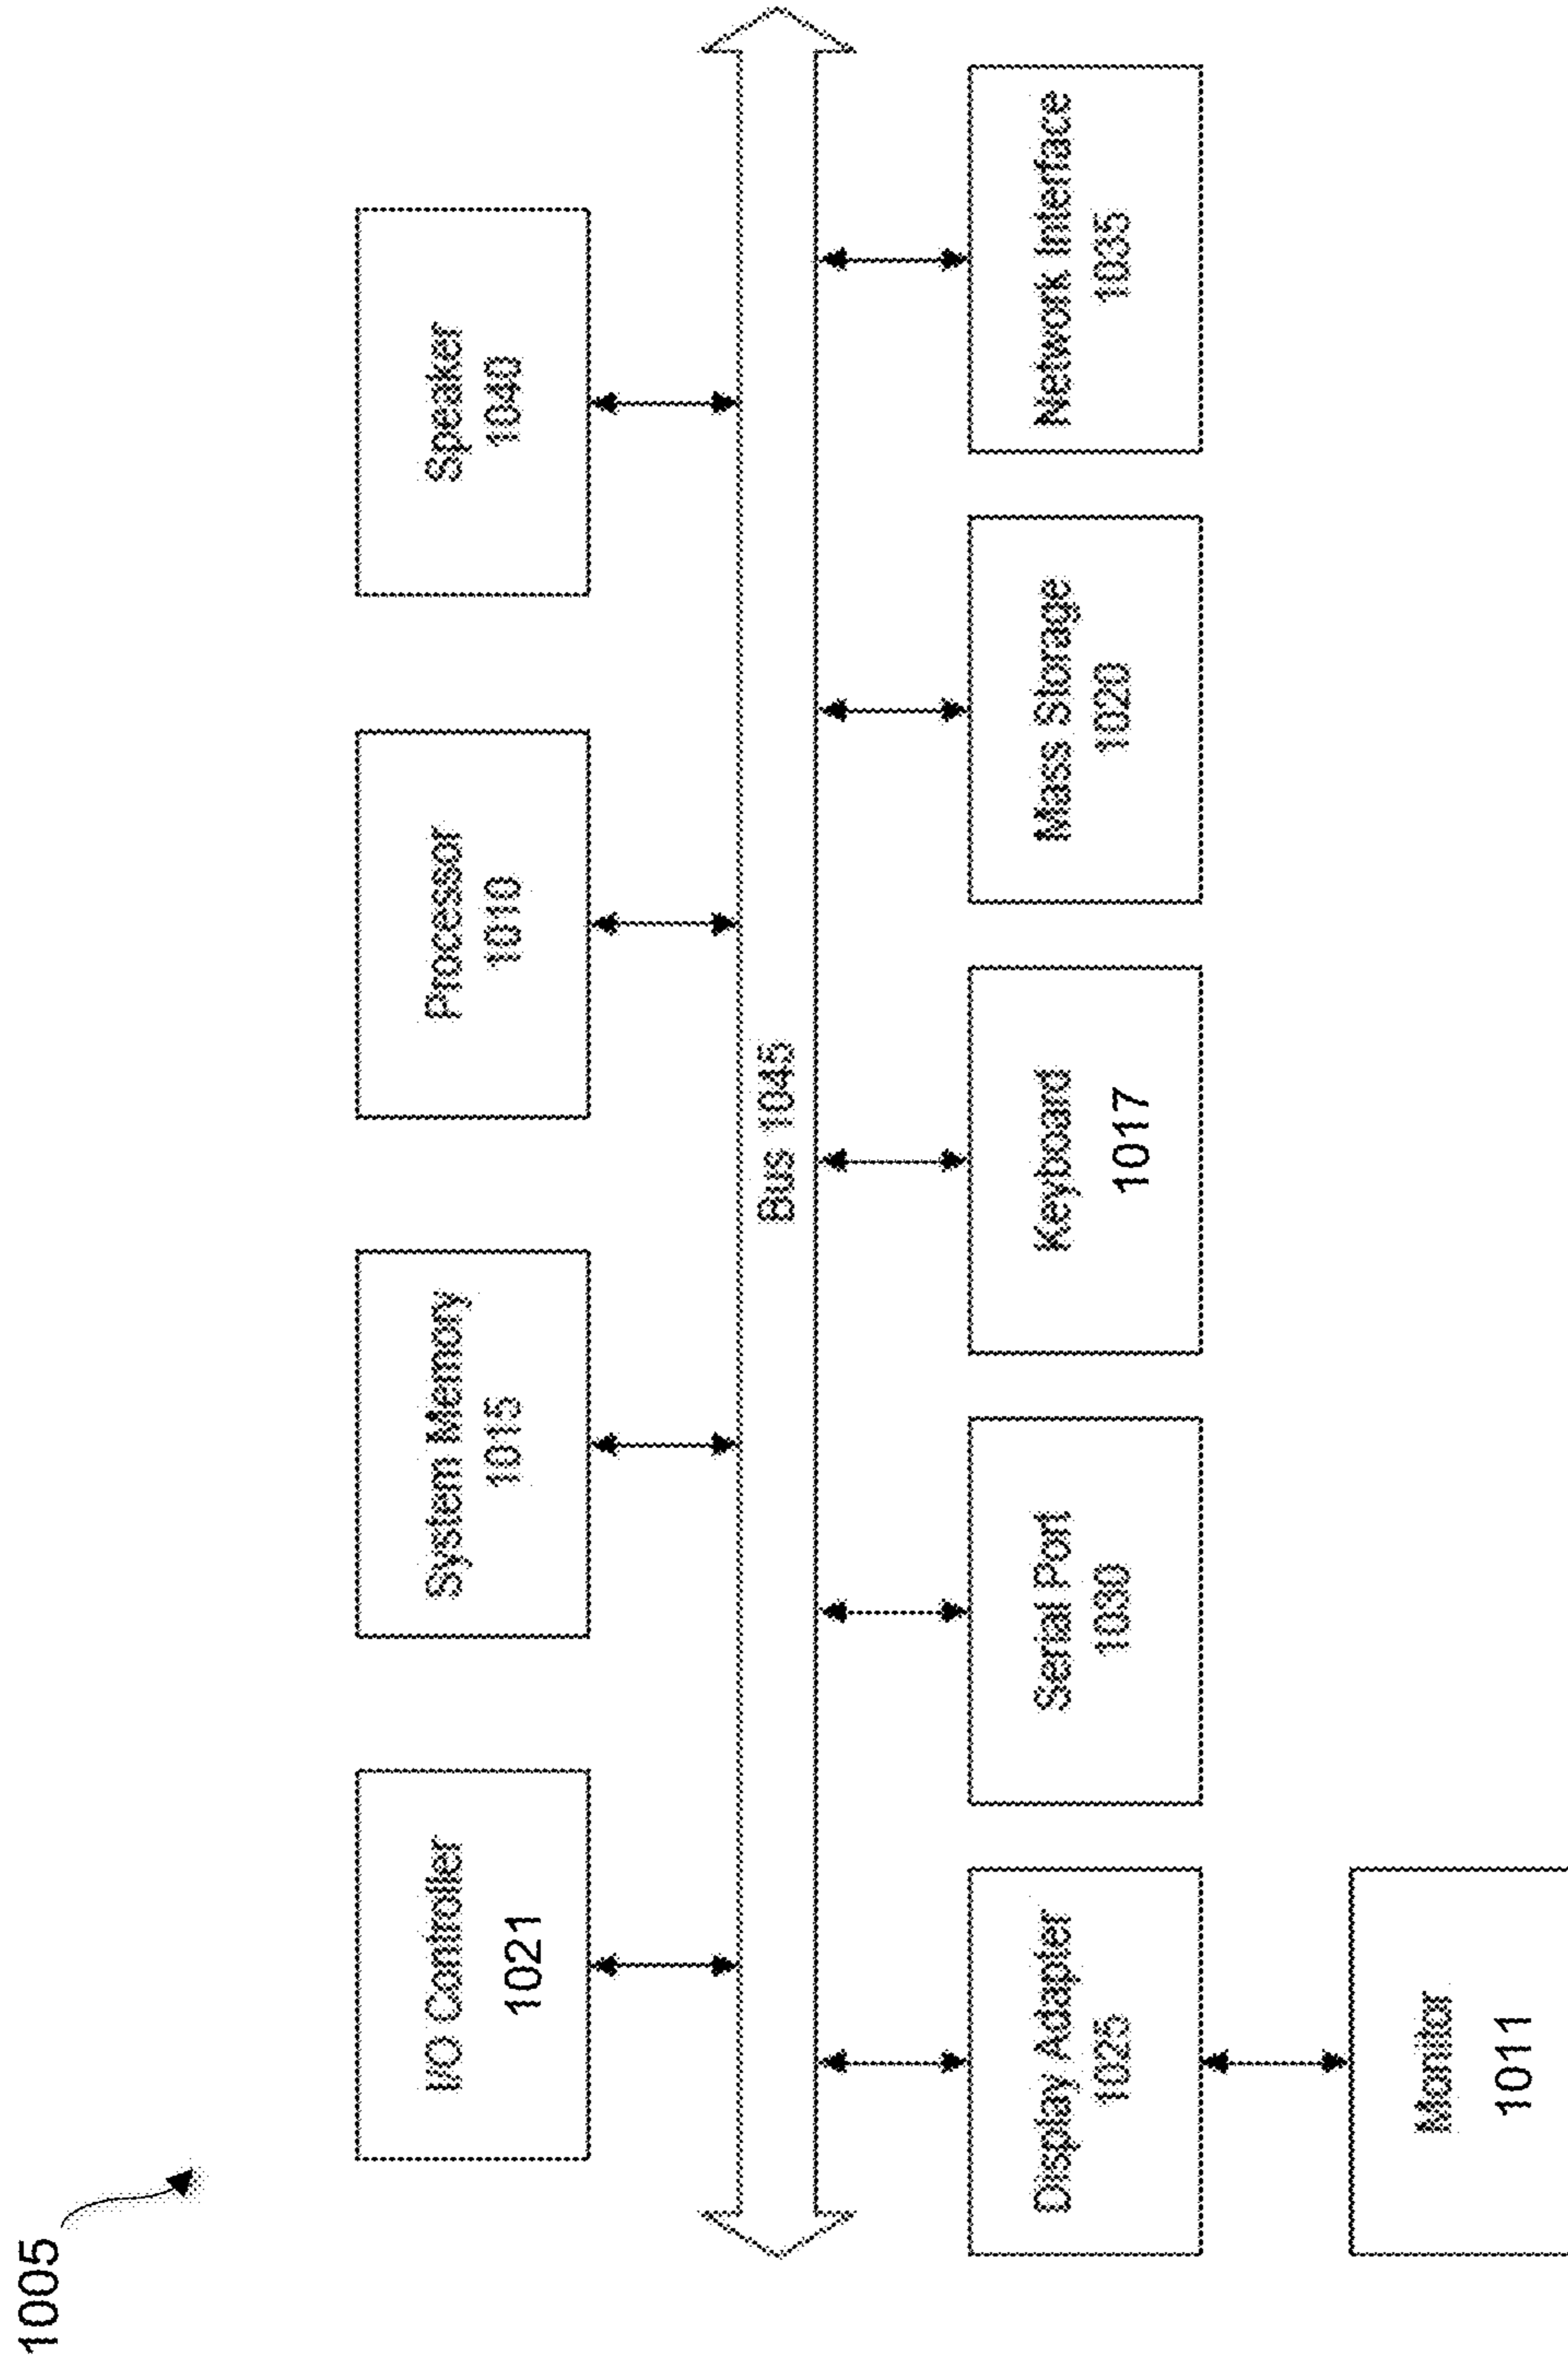 1005
I/O Controller
1021
System Memory
1015
Processor
1010
Speaker
1040
Bus 1045
Display Adapter
1025
Serial Port
1030
Keyboard
1017
Mass Storage
1020
Network Interface
1035
Monitor
1011